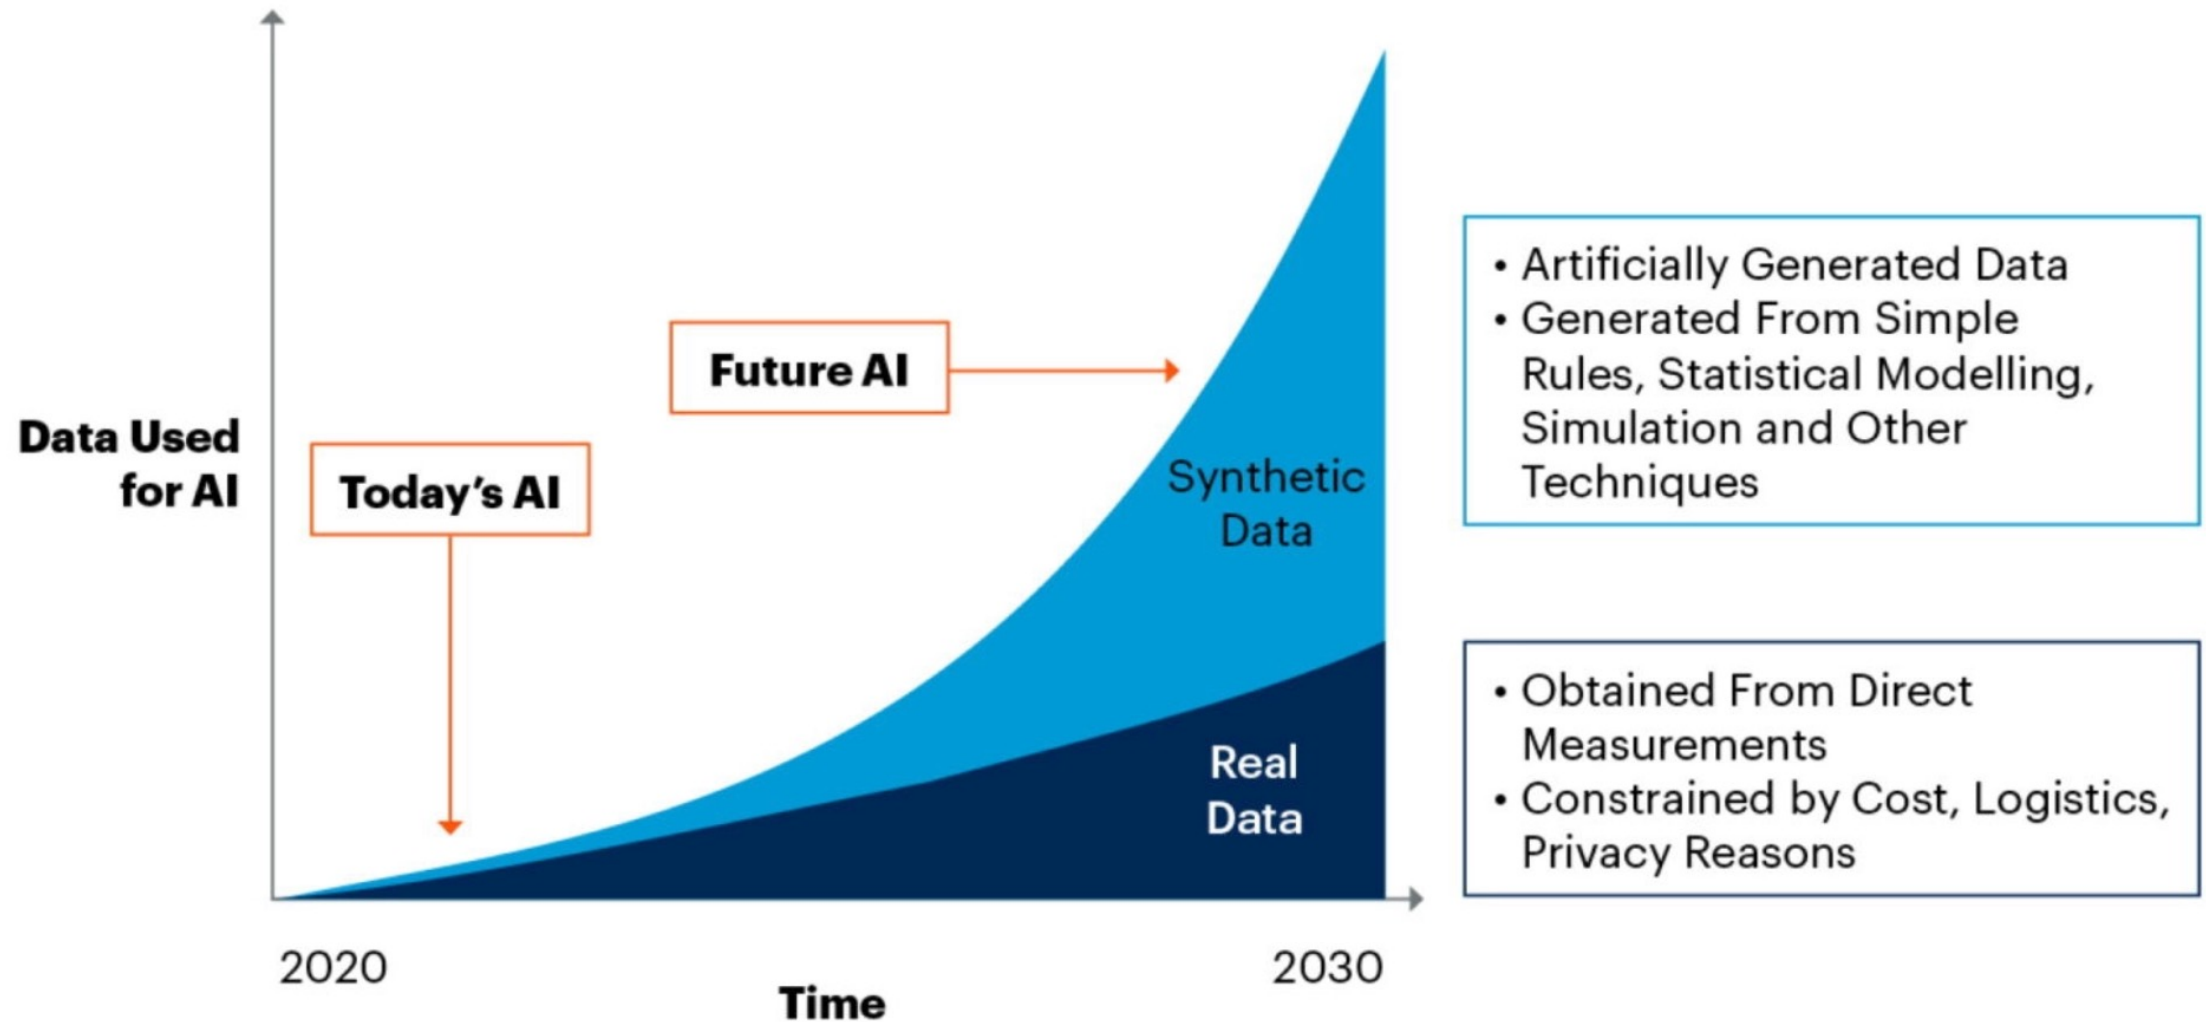 Data Used
for AI
Today's AI
Future AI
Synthetic
Data
Real
Data
2020
2030
Time
• Artificially Generated Data
• Generated From Simple
Rules, Statistical Modelling,
Simulation and Other
Techniques
• Obtained From Direct
Measurements
• Constrained by Cost, Logistics,
Privacy Reasons